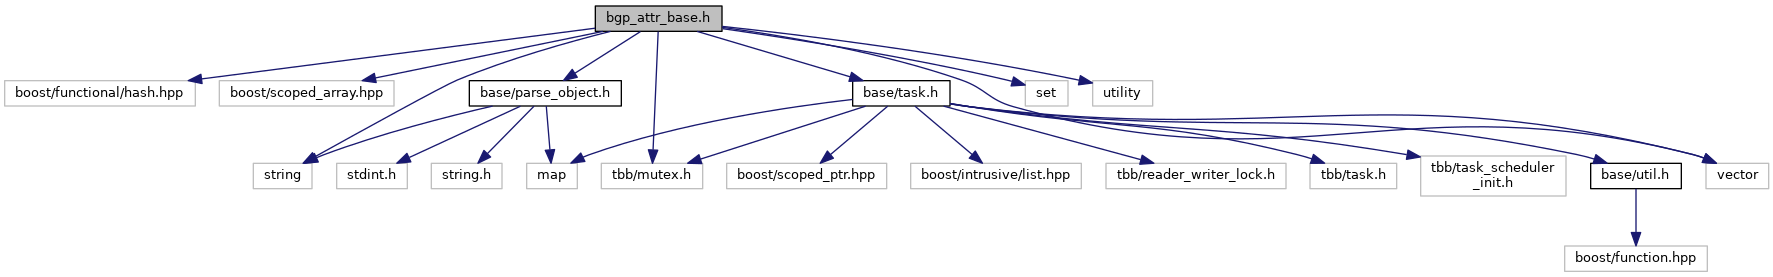 bgp_attr_base.h
boost/functional/hash.hpp
boost/scoped_array.hpp
base/parse_object.h
base/task.h
set
utility
string
stdint.h
string.h
map
tbb/mutex.h
boost/scoped_ptr.hpp
boost/intrusive/list.hpp
tbb/reader_writer_lock.h
tbb/task.h
tbb/task_scheduler
_init.h
base/util.h
vector
boost/function.hpp